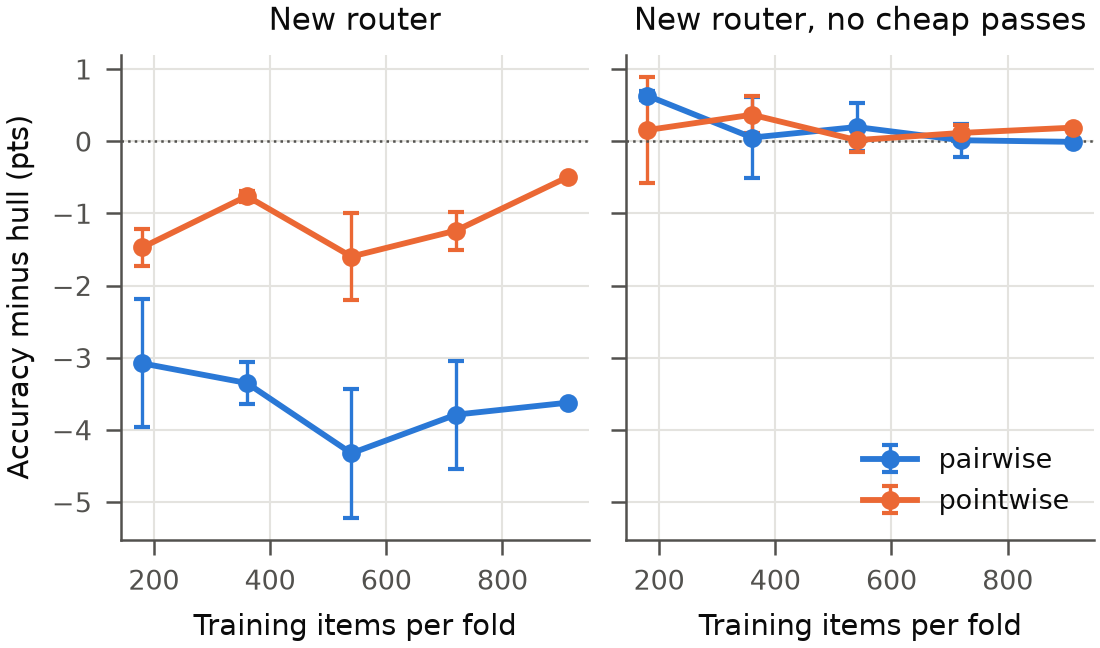 New router
New router, no cheap passes
Accuracy minus hull (pts)
1
0
−1
−2
−3
−4
−5
200
400
600
800
200
400
600
800
Training items per fold
Training items per fold
pairwise
pointwise